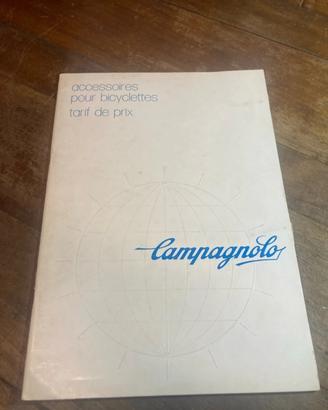 accessoires
pour bicyclettes
tarif de prix
Campagnolo